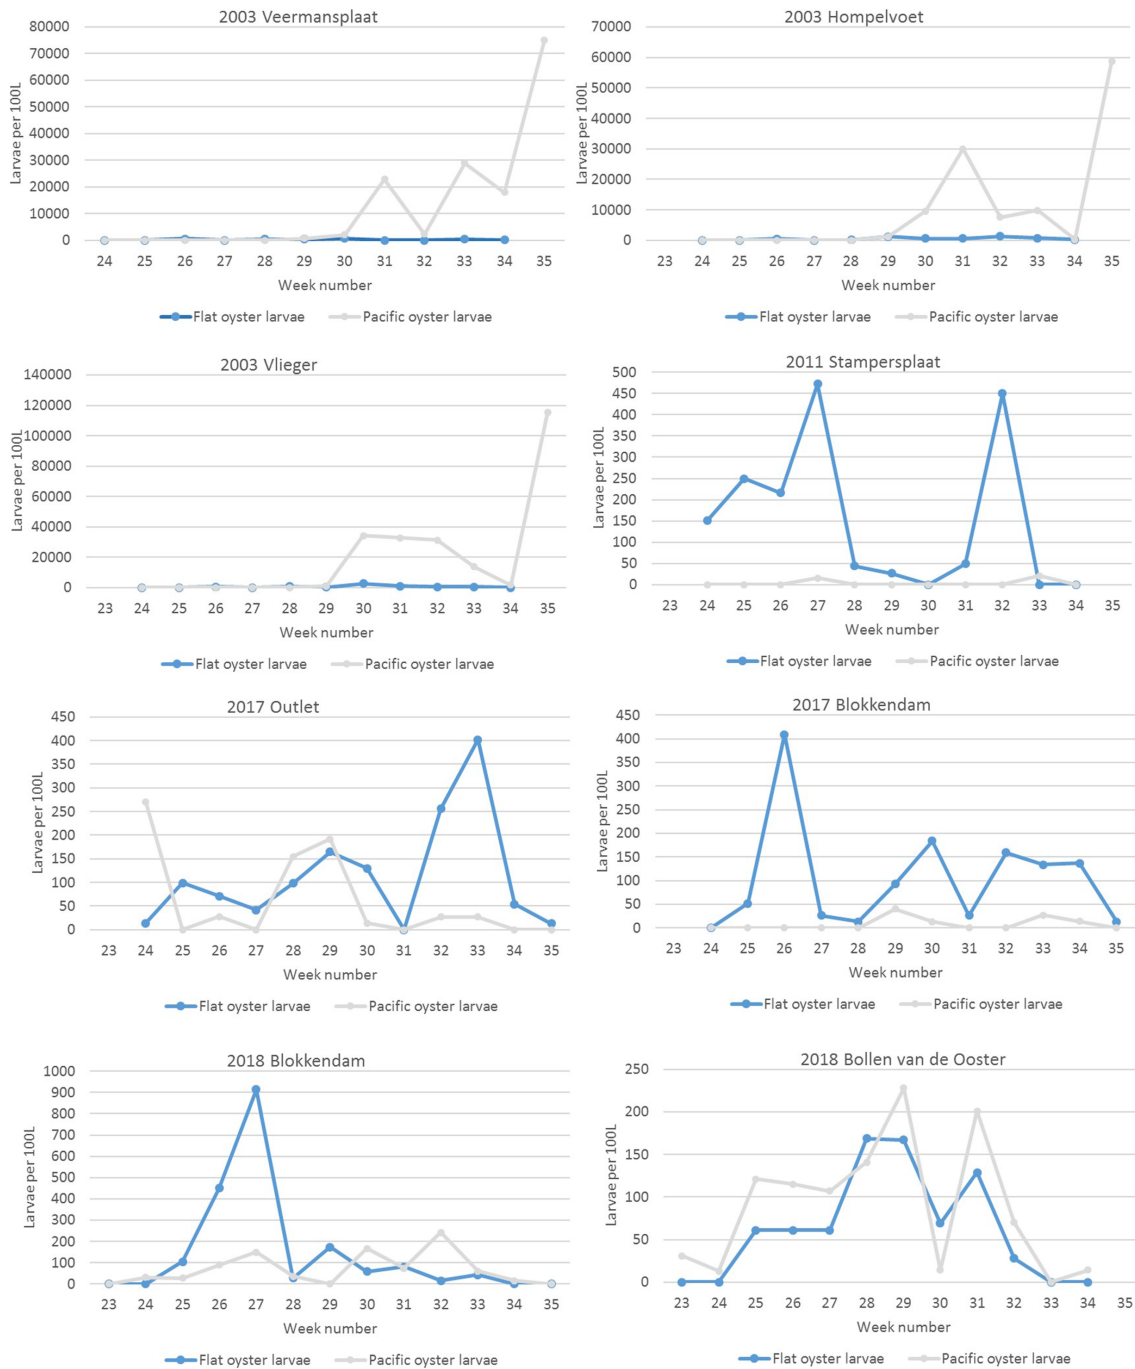 2003 Veermansplaat
Larvae per 100L
80000
70000
60000
50000
40000
30000
20000
10000
0
24 25 26 27 28 29 30 31 32 33 34 35
Week number
Flat oyster larvae Pacific oyster larvae
2003 Hompelvoet
Larvae per 100L
70000
60000
50000
40000
30000
20000
10000
0
23 24 25 26 27 28 29 30 31 32 33 34 35
Week number
Flat oyster larvae Pacific oyster larvae
2003 Vlieger
Larvae per 100L
140000
120000
100000
80000
60000
40000
20000
0
23 24 25 26 27 28 29 30 31 32 33 34 35
Week number
Flat oyster larvae Pacific oyster larvae
2011 Stampersplaat
Larvae per 100L
500
450
400
350
300
250
200
150
100
50
0
23 24 25 26 27 28 29 30 31 32 33 34 35
Week number
Flat oyster larvae Pacific oyster larvae
2017 Outlet
Larvae per 100L
450
400
350
300
250
200
150
100
50
0
23 24 25 26 27 28 29 30 31 32 33 34 35
Week number
Flat oyster larvae Pacific oyster larvae
2017 Blokkendam
Larvae per 100L
450
400
350
300
250
200
150
100
50
0
23 24 25 26 27 28 29 30 31 32 33 34 35
Week number
Flat oyster larvae Pacific oyster larvae
2018 Blokkendam
Larvae per 100L
1000
900
800
700
600
500
400
300
200
100
0
23 24 25 26 27 28 29 30 31 32 33 34 35
Week number
Flat oyster larvae Pacific oyster larvae
2018 Bollen van de Ooster
Larvae per 100L
250
200
150
100
50
0
23 24 25 26 27 28 29 30 31 32 33 34 35
Week number
Flat oyster larvae Pacific oyster larvae